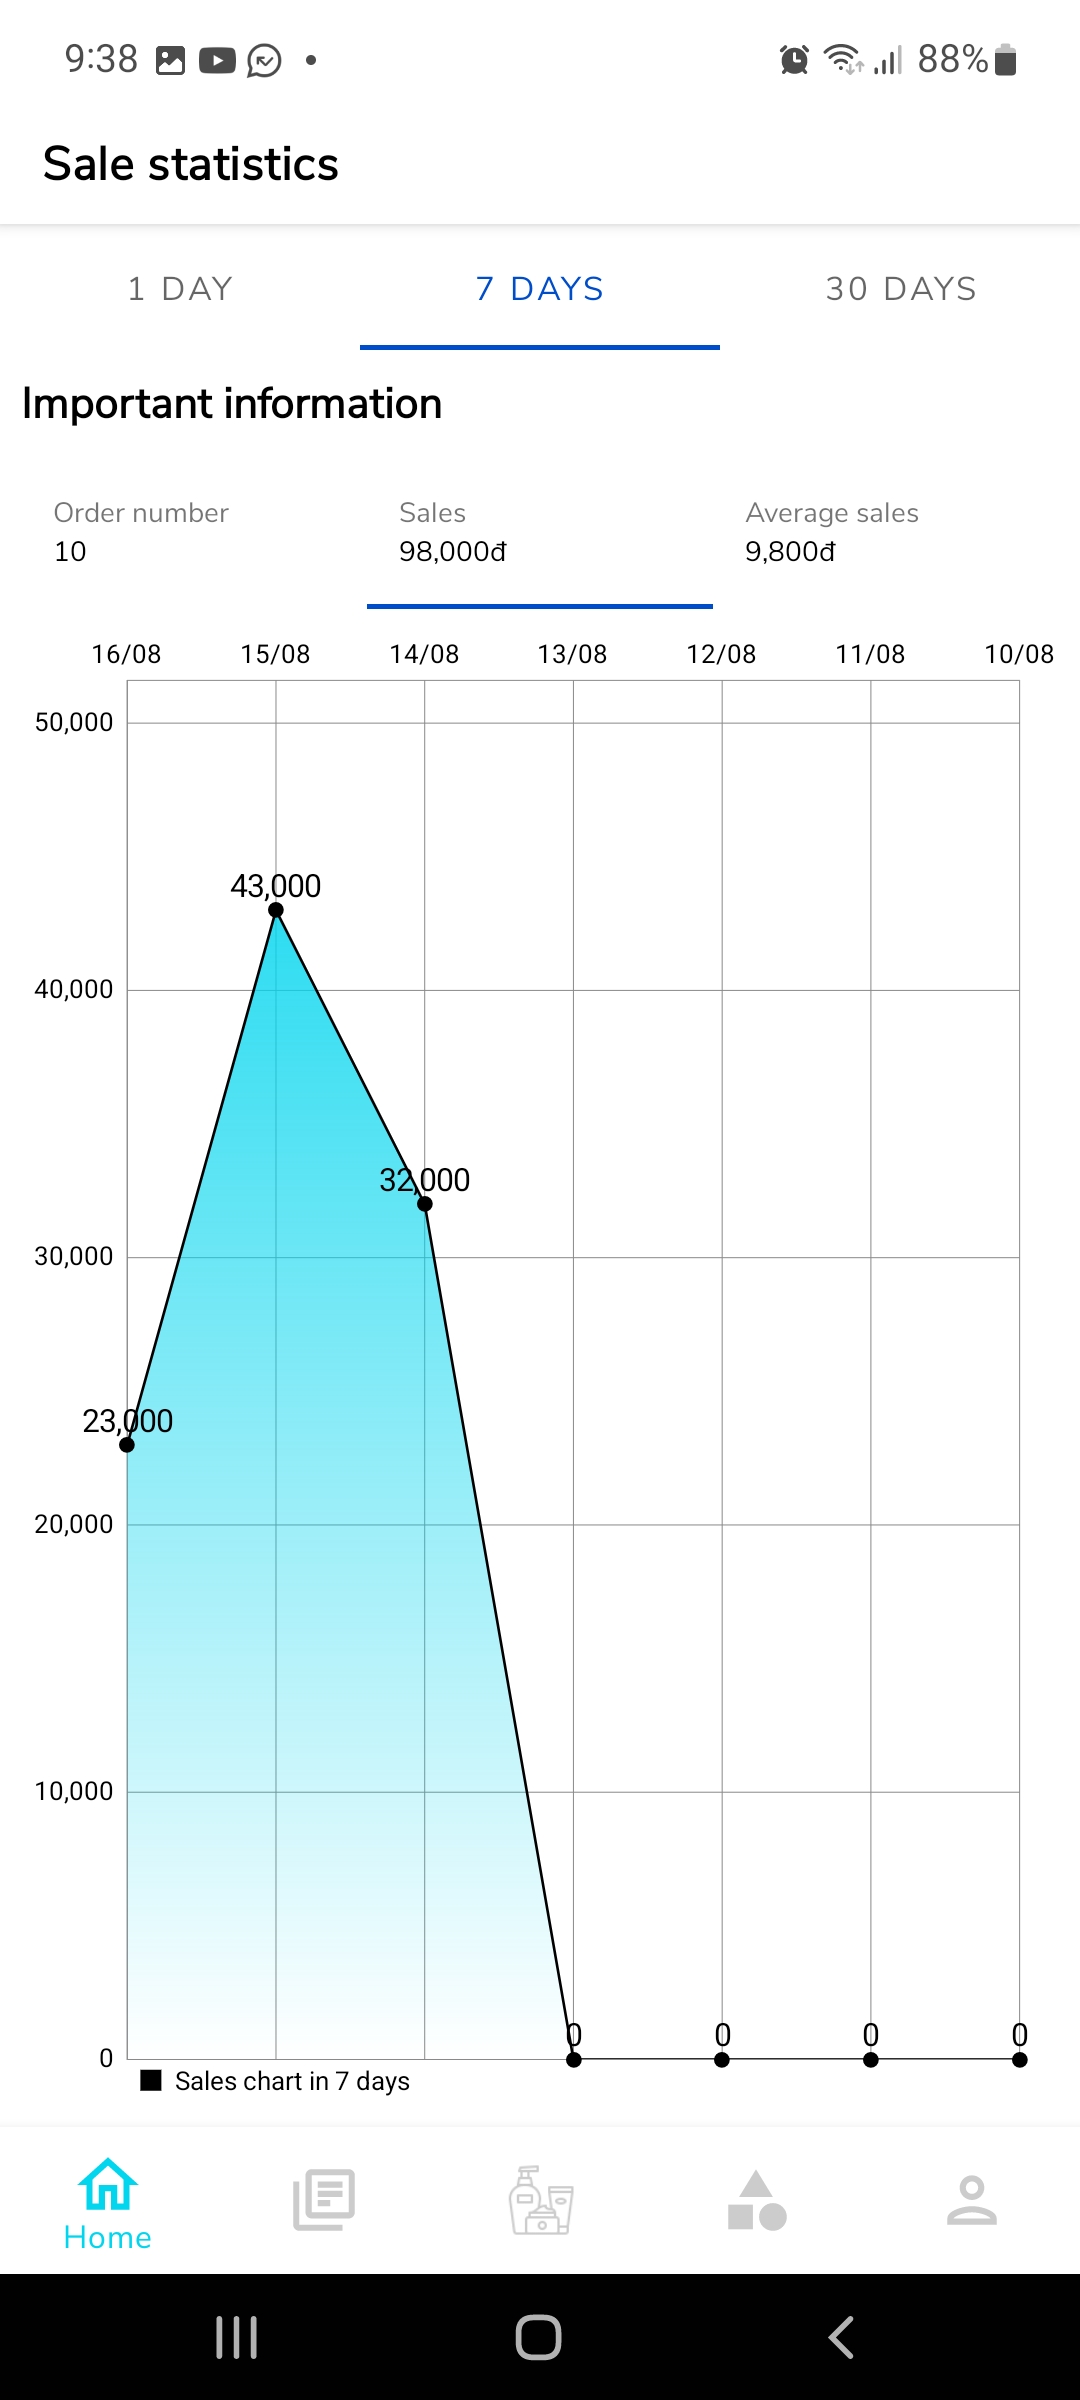 9:38 88%
Sale statistics
1 DAY 7 DAYS 30 DAYS
Important information
Order number Sales Average sales
10 98,000đ 9,800đ
16/08 15/08 14/08 13/08 12/08 11/08 10/08
50,000
43,000
40,000
32,000
30,000
23,000
20,000
10,000
0 0 0 0
0
Sales chart in 7 days
Home